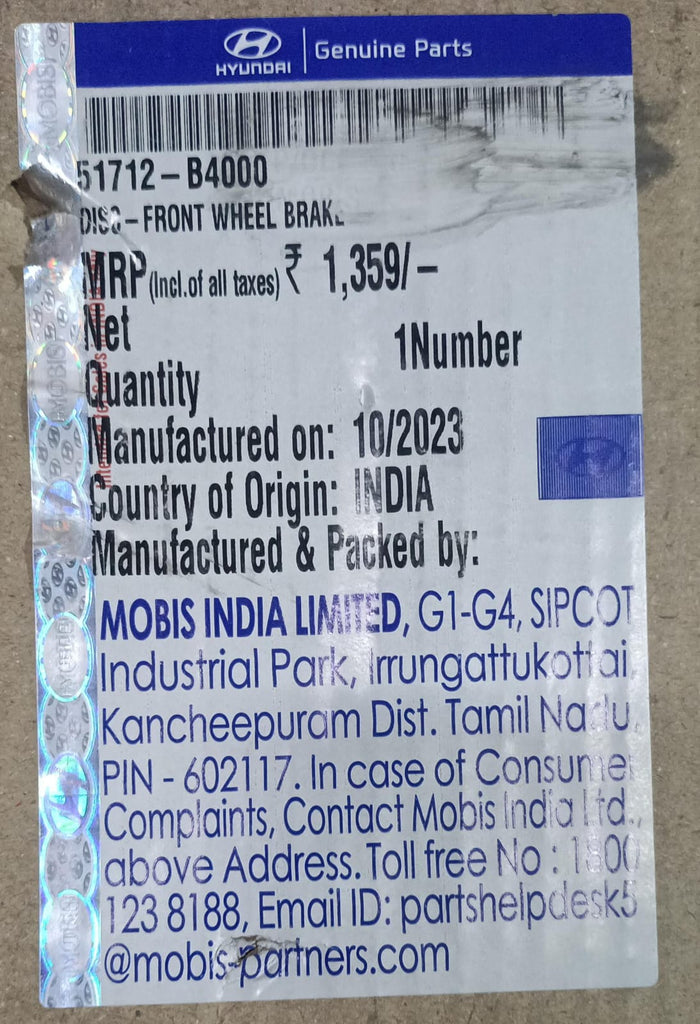 HYUNDAI | Genuine Parts
51712-B4000
DISC-FRONT WHEEL BRAKE
MRP(Incl.of all taxes) ₹ 1,359/-
Net
1Number
Quantity
Manufactured on: 10/2023
Country of Origin: INDIA
Manufactured & Packed by:
MOBIS INDIA LIMITED, G1-G4, SIPCOT
Industrial Park, Irrungattukottai,
Kancheepuram Dist. Tamil Nadu,
PIN - 602117. In case of Consumer
Complaints, Contact Mobis India Ltd.,
above Address. Toll free No : 1800
123 8188, Email ID: partshelpdesk5
@mobis-partners.com
MOBIS